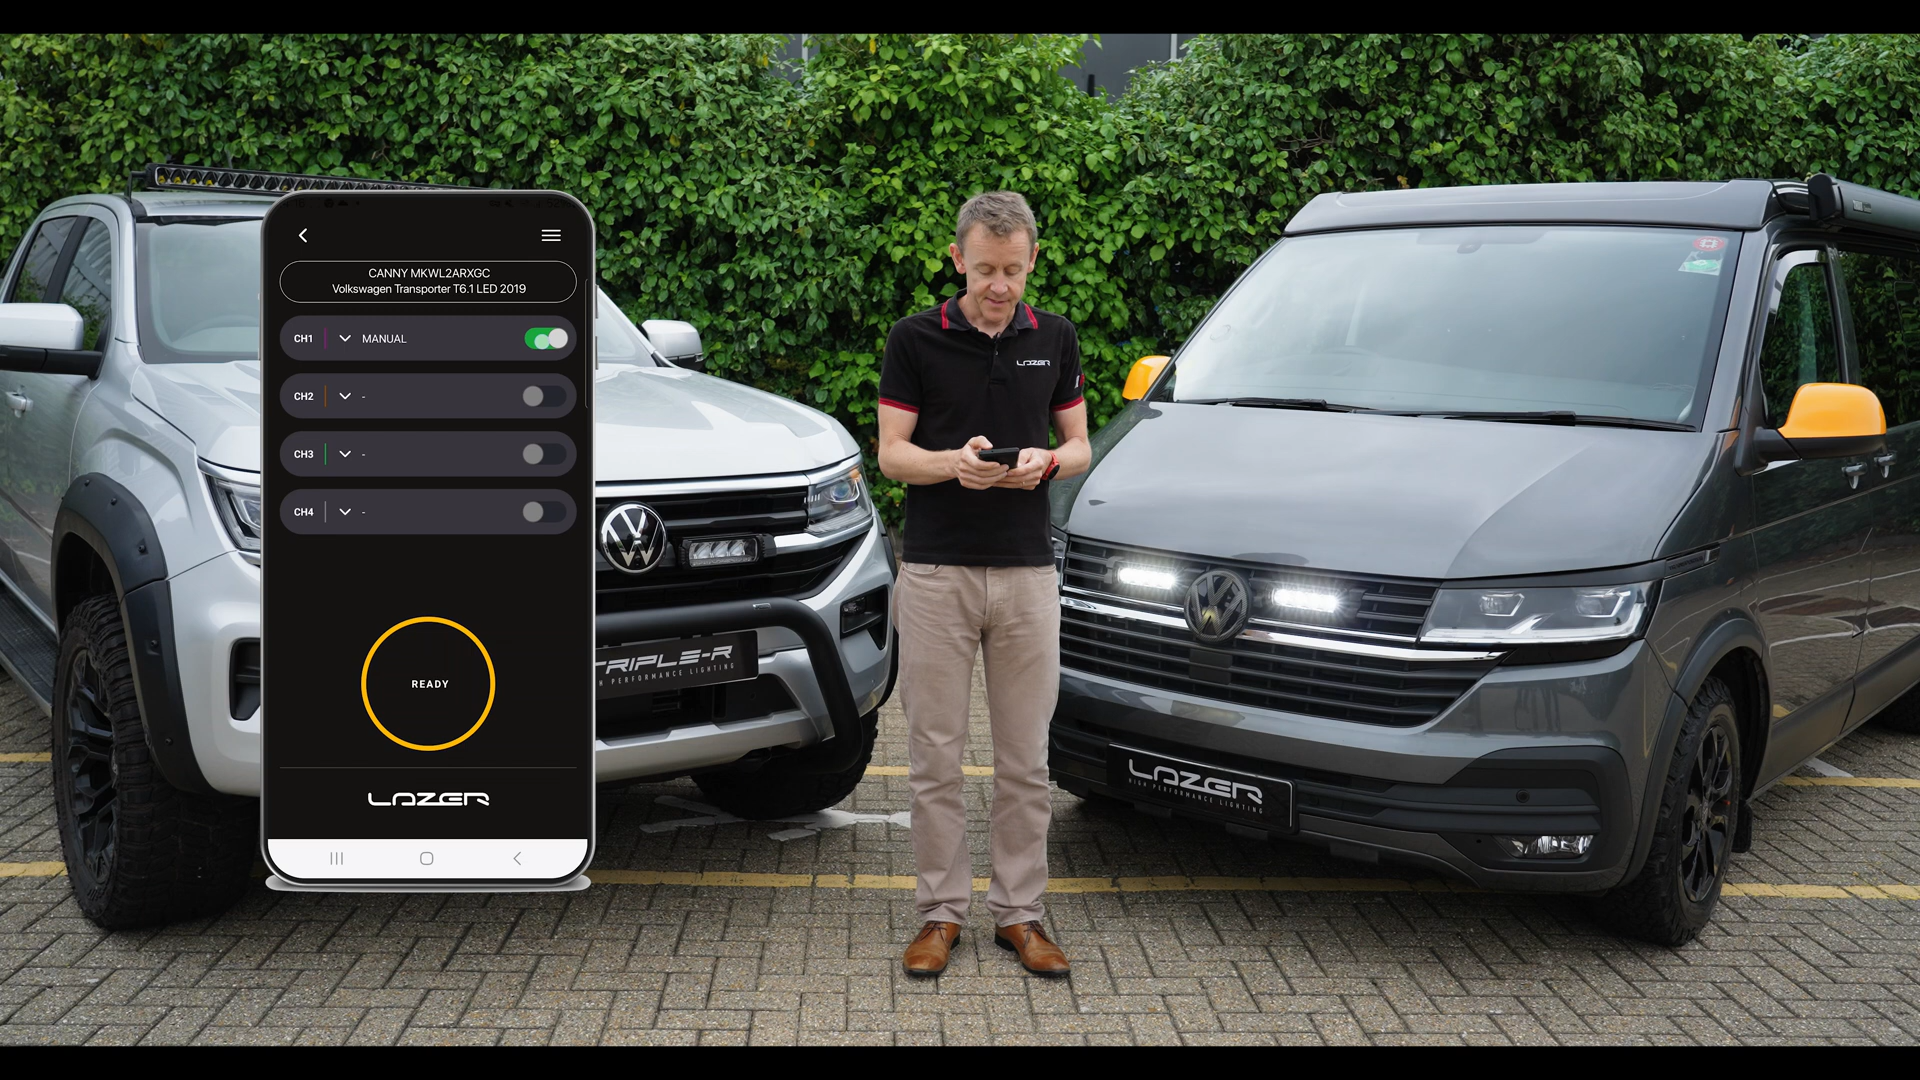 CANNY MKWL2ARXGC
Volkswagen Transporter T6.1 LED 2019
CH1 MANUAL
CH2 -
CH3 -
CH4 -
READY
LAZER
LAZER
TRIPLE-R
HIGH PERFORMANCE LIGHTING
LAZER
HIGH PERFORMANCE LIGHTING